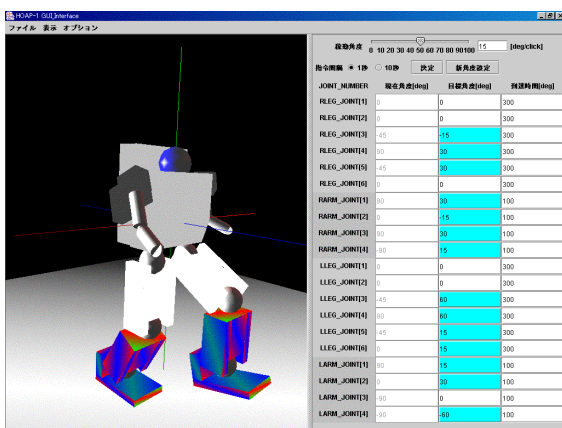 HOAP-1 GUI_Interface
ファイル 表示 オプション
稼動角度 0 10 20 30 40 50 60 70 80 90100 15 [deg/click]
指令間隔 1秒 10秒 決定 新角度設定
JOINT_NUMBER 現在角度[deg] 目標角度[deg] 到達時間[deg]
RLEG_JOINT[1] 0 0 300
RLEG_JOINT[2] 0 0 300
RLEG_JOINT[3] -45 -15 300
RLEG_JOINT[4] 90 30 300
RLEG_JOINT[5] -45 30 300
RLEG_JOINT[6] 0 0 300
RARM_JOINT[1] 90 30 100
RARM_JOINT[2] 0 -15 100
RARM_JOINT[3] 90 30 100
RARM_JOINT[4] -90 15 100
LLEG_JOINT[1] 0 0 300
LLEG_JOINT[2] 0 0 300
LLEG_JOINT[3] -45 60 300
LLEG_JOINT[4] 90 60 300
LLEG_JOINT[5] -45 15 300
LLEG_JOINT[6] 0 15 300
LARM_JOINT[1] 90 15 100
LARM_JOINT[2] 0 30 100
LARM_JOINT[3] -90 0 100
LARM_JOINT[4] -90 -60 100